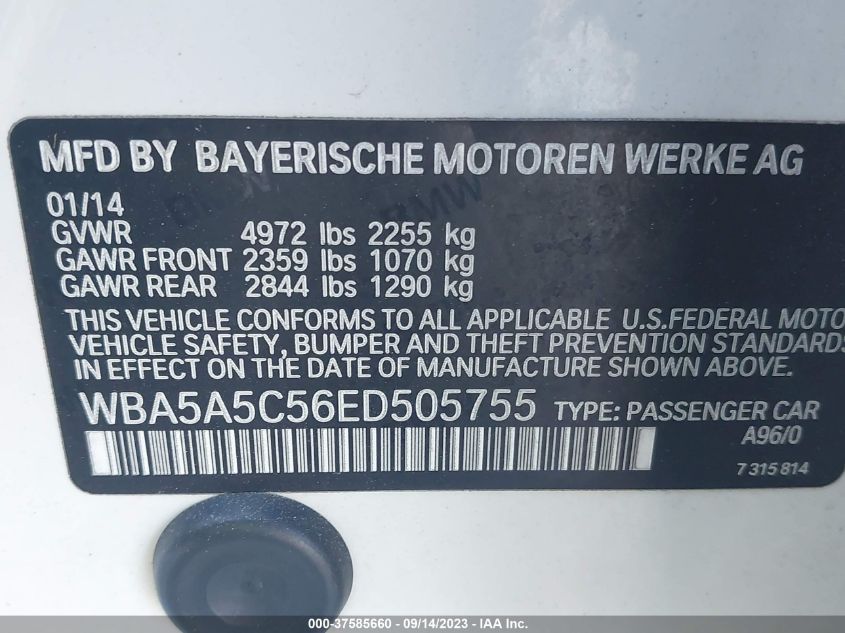 MFD BY BAYERISCHE MOTOREN WERKE AG
01/14
GVWR 4972 lbs 2255 kg
GAWR FRONT 2359 lbs 1070 kg
GAWR REAR 2844 lbs 1290 kg
THIS VEHICLE CONFORMS TO ALL APPLICABLE U.S.FEDERAL MOTO
VEHICLE SAFETY, BUMPER AND THEFT PREVENTION STANDARDS
IN EFFECT ON THE DATE OF MANUFACTURE SHOWN ABOVE.
WBA5A5C56ED505755 TYPE: PASSENGER CAR
A96/0
7 315 814
000-37585660 - 09/14/2023 - IAA Inc.